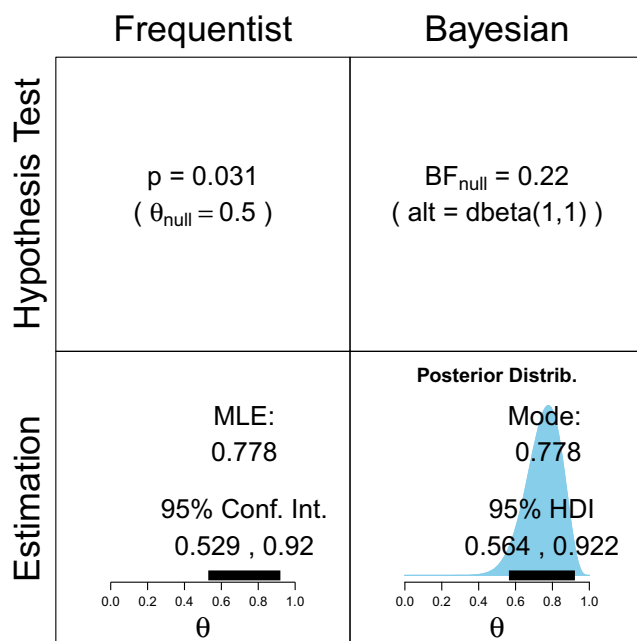 Frequentist
Bayesian
Hypothesis Test
p = 0.031
( θnull = 0.5 )
BFnull = 0.22
( alt = dbeta(1,1) )
Estimation
MLE:
0.778
95% Conf. Int.
0.529 , 0.92
0.0 0.2 0.4 0.6 0.8 1.0
θ
Posterior Distrib.
Mode:
0.778
95% HDI
0.564 , 0.922
0.0 0.2 0.4 0.6 0.8 1.0
θ